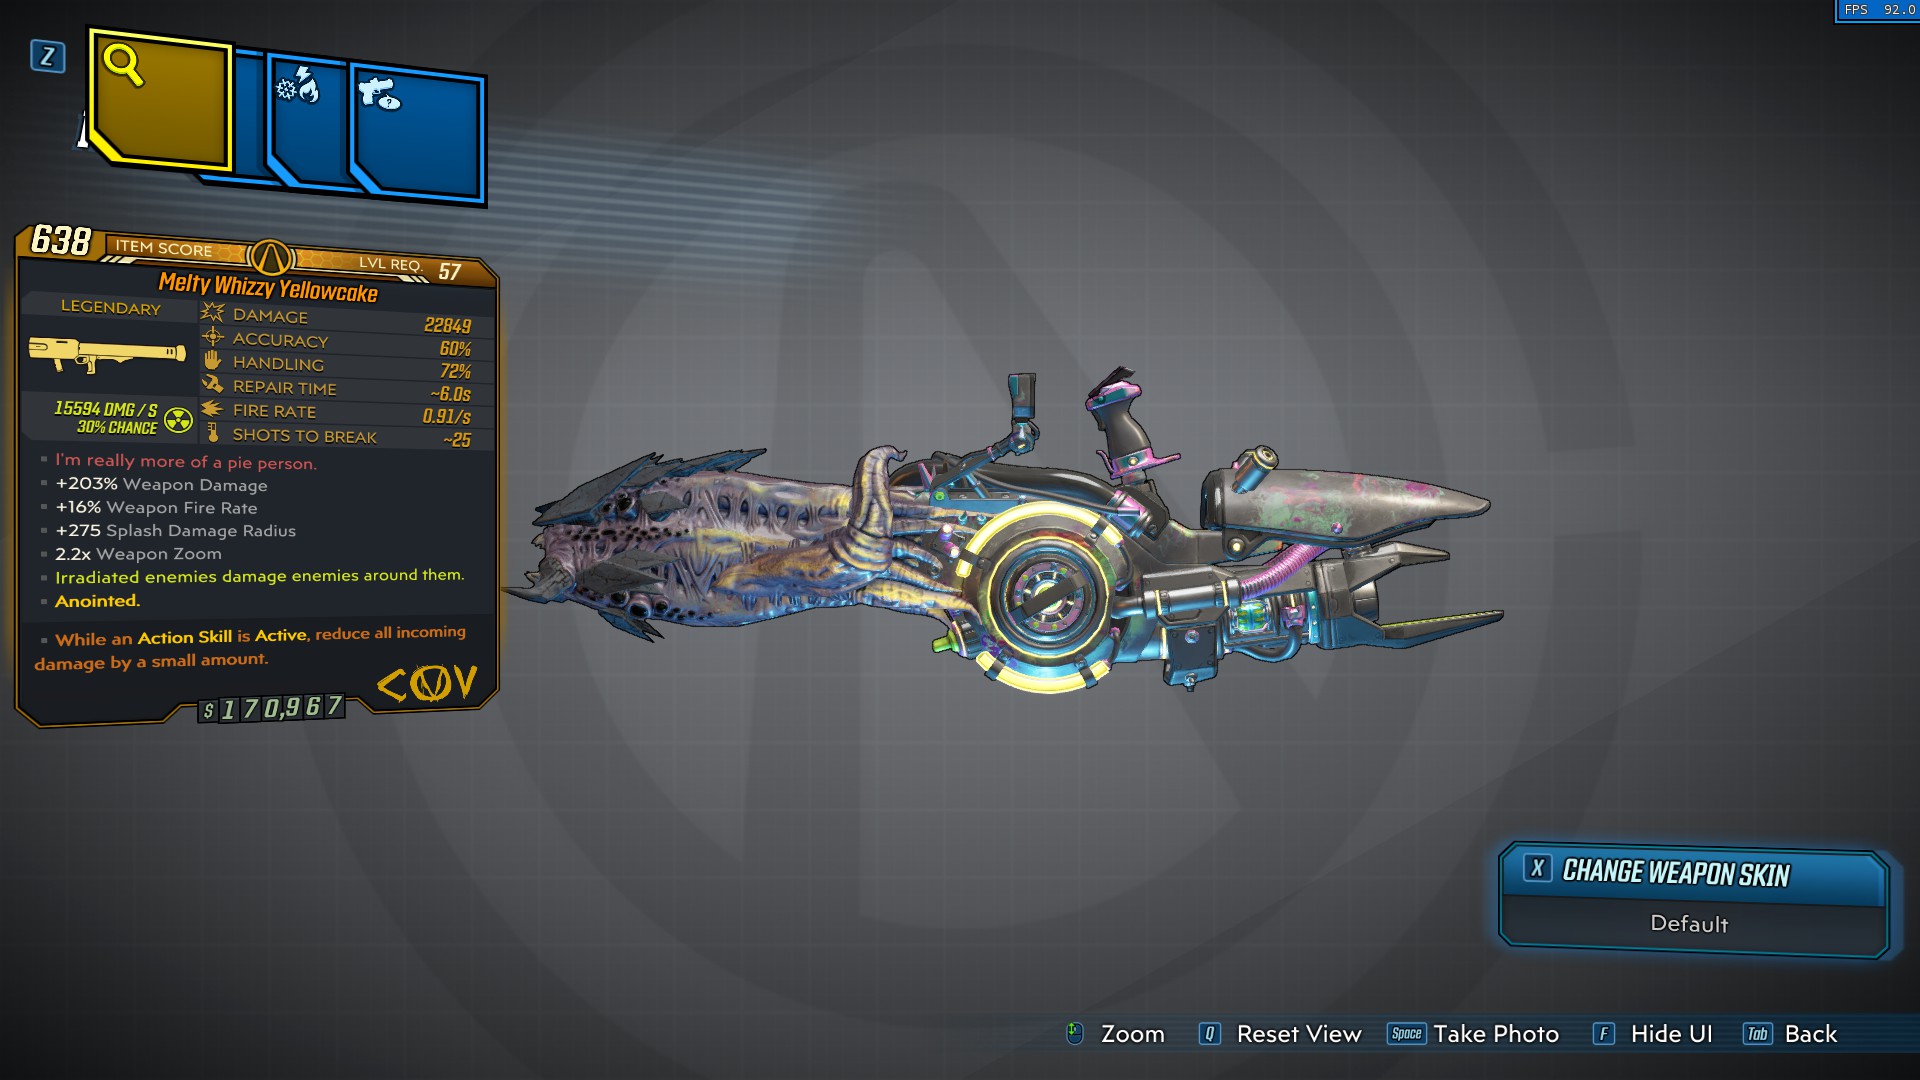 FPS 92.0
Z
638 ITEM SCORE LVL REQ. 57
Melty Whizzy Yellowcake
LEGENDARY
DAMAGE 22849
ACCURACY 60%
HANDLING 72%
REPAIR TIME ~6.0s
15594 DMG / S
30% CHANCE
FIRE RATE 0.91/s
SHOTS TO BREAK ~25
I'm really more of a pie person.
+203% Weapon Damage
+16% Weapon Fire Rate
+275 Splash Damage Radius
2.2x Weapon Zoom
Irradiated enemies damage enemies around them.
Anointed.
While an Action Skill is Active, reduce all incoming
damage by a small amount.
COV
$ 170,967
X CHANGE WEAPON SKIN
Default
Zoom Q Reset View Space Take Photo F Hide UI Tab Back